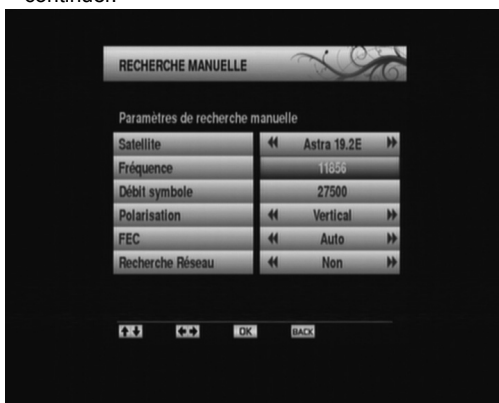 continuer.
RECHERCHE MANUELLE
Paramètres de recherche manuelle
Satellite Astra 19.2E
Fréquence 11856
Débit symbole 27500
Polarisation Vertical
FEC Auto
Recherche Réseau Non
OK BACK